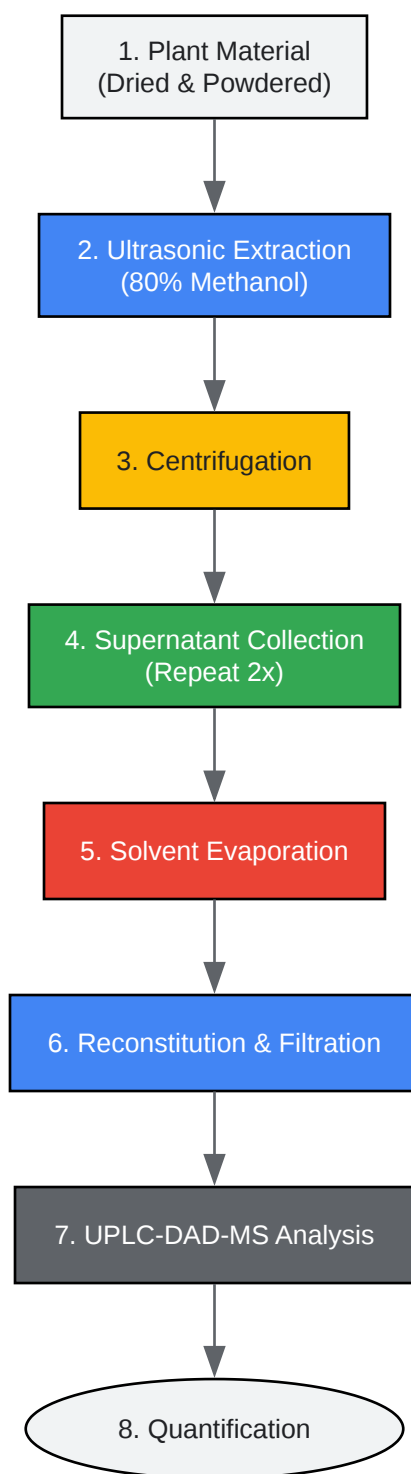 1. Plant Material
(Dried & Powdered)
2. Ultrasonic Extraction
(80% Methanol)
3. Centrifugation
4. Supernatant Collection
(Repeat 2x)
5. Solvent Evaporation
6. Reconstitution & Filtration
7. UPLC-DAD-MS Analysis
8. Quantification